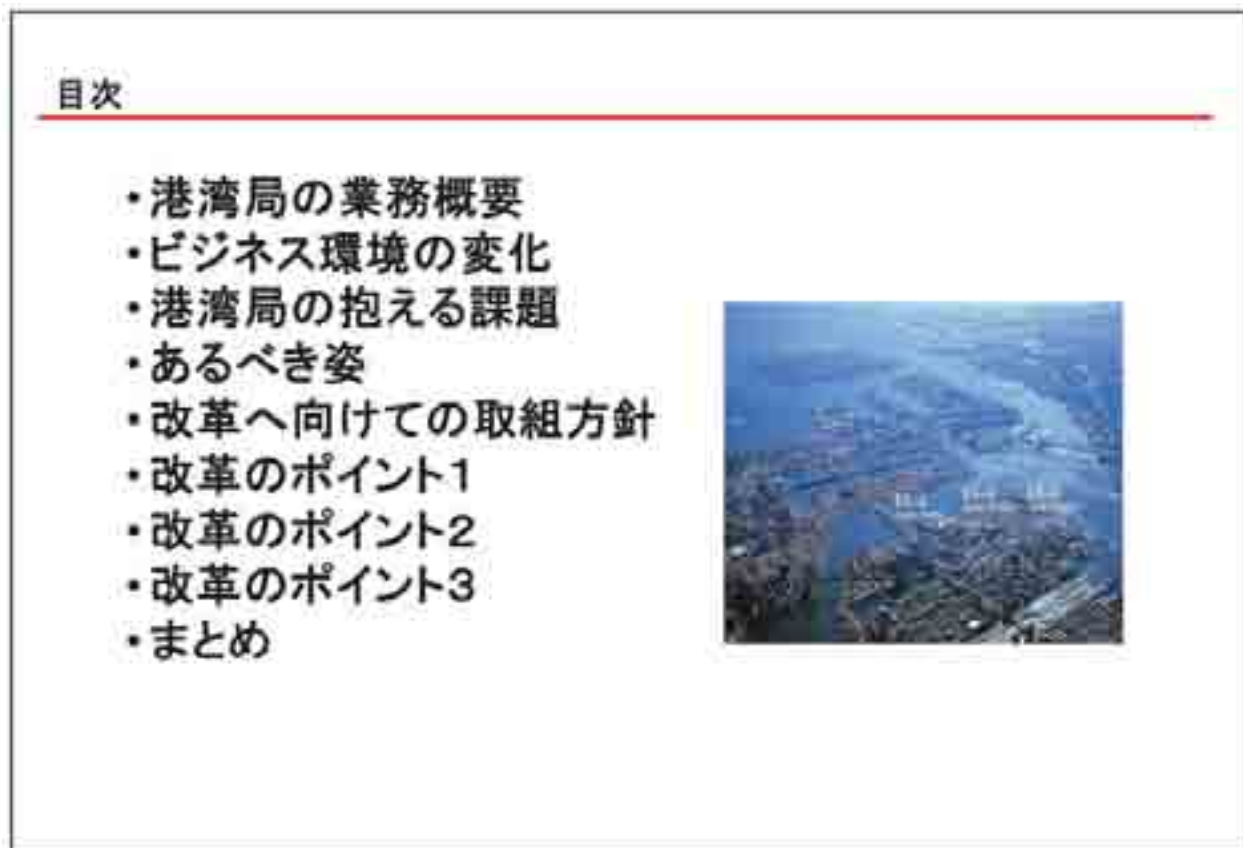 目次
・港湾局の業務概要
・ビジネス環境の変化
・港湾局の抱える課題
・あるべき姿
・改革へ向けての取組方針
・改革のポイント1
・改革のポイント2
・改革のポイント3
・まとめ